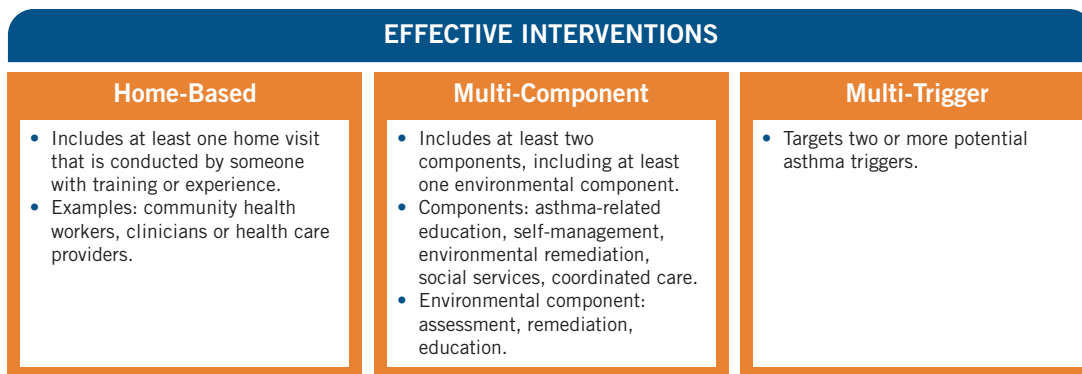 EFFECTIVE INTERVENTIONS
Home-Based
• Includes at least one home visit
that is conducted by someone
with training or experience.
• Examples: community health
workers, clinicians or health care
providers.
Multi-Component
• Includes at least two
components, including at least
one environmental component.
• Components: asthma-related
education, self-management,
environmental remediation,
social services, coordinated care.
• Environmental component:
assessment, remediation,
education.
Multi-Trigger
• Targets two or more potential
asthma triggers.